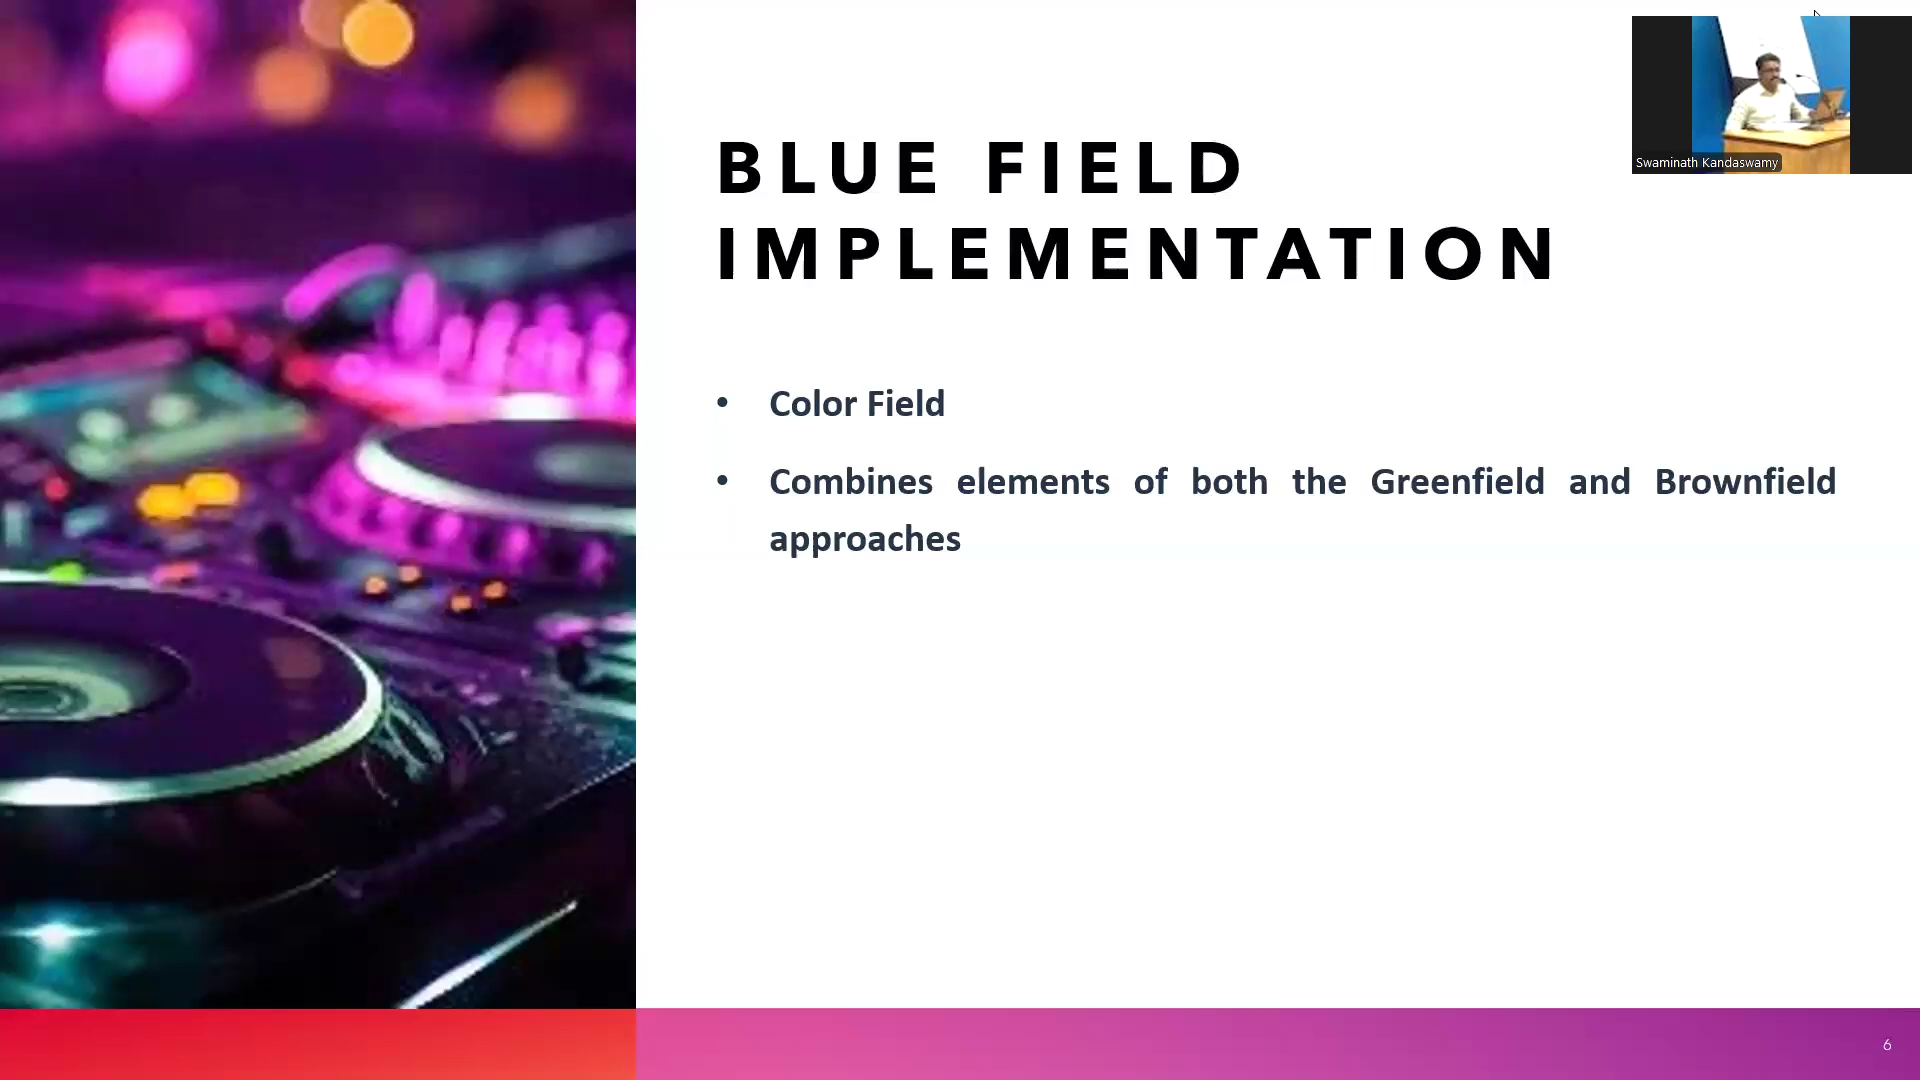 BLUE FIELD
IMPLEMENTATION
Swaminath Kandaswamy
• Color Field
• Combines elements of both the Greenfield and Brownfield
approaches
6